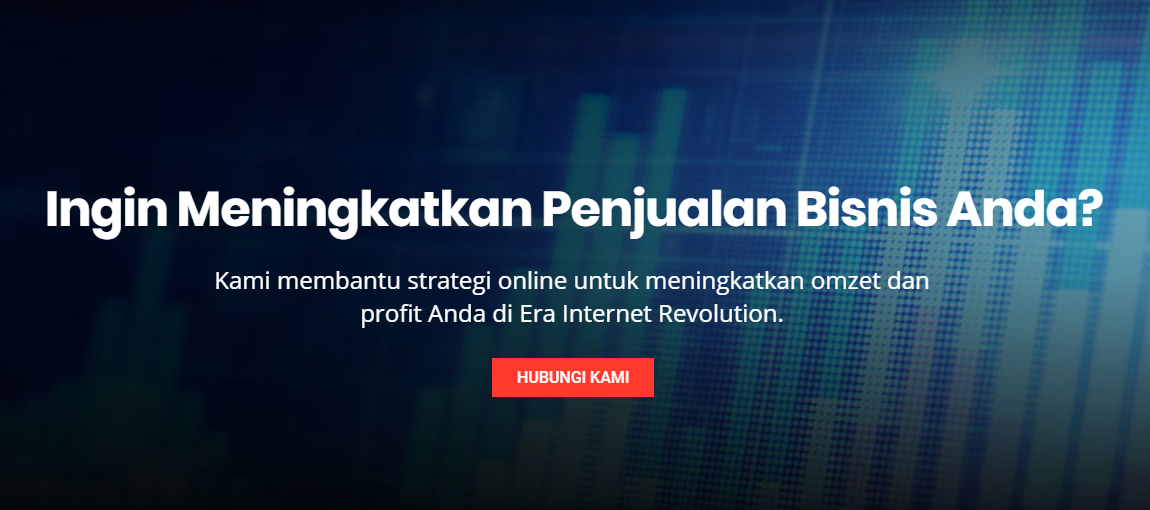 Ingin Meningkatkan Penjualan Bisnis Anda?
Kami membantu strategi online untuk meningkatkan omzet dan
profit Anda di Era Internet Revolution.
HUBUNGI KAMI